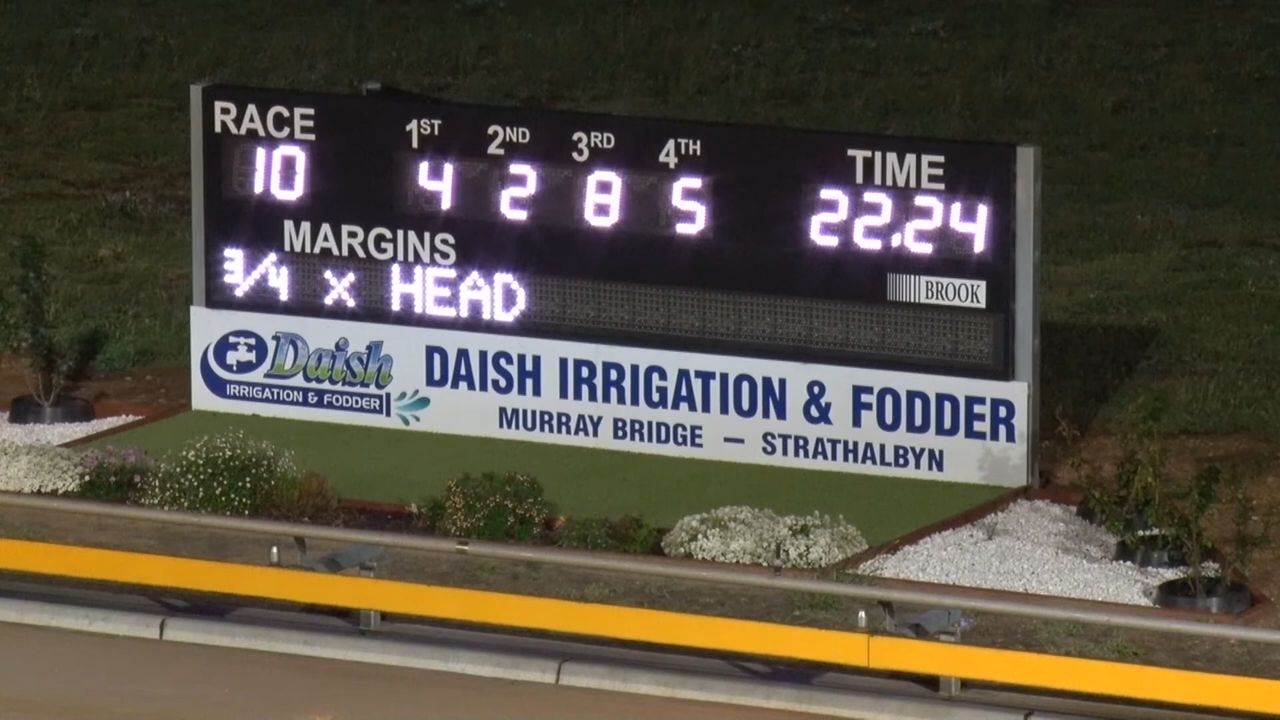 RACE 1ST 2ND 3RD 4TH TIME
10 4 2 8 5 22.24
MARGINS
3/4 x HEAD
BROOK
Daish
IRRIGATION & FODDER
DAISH IRRIGATION & FODDER
MURRAY BRIDGE – STRATHALBYN